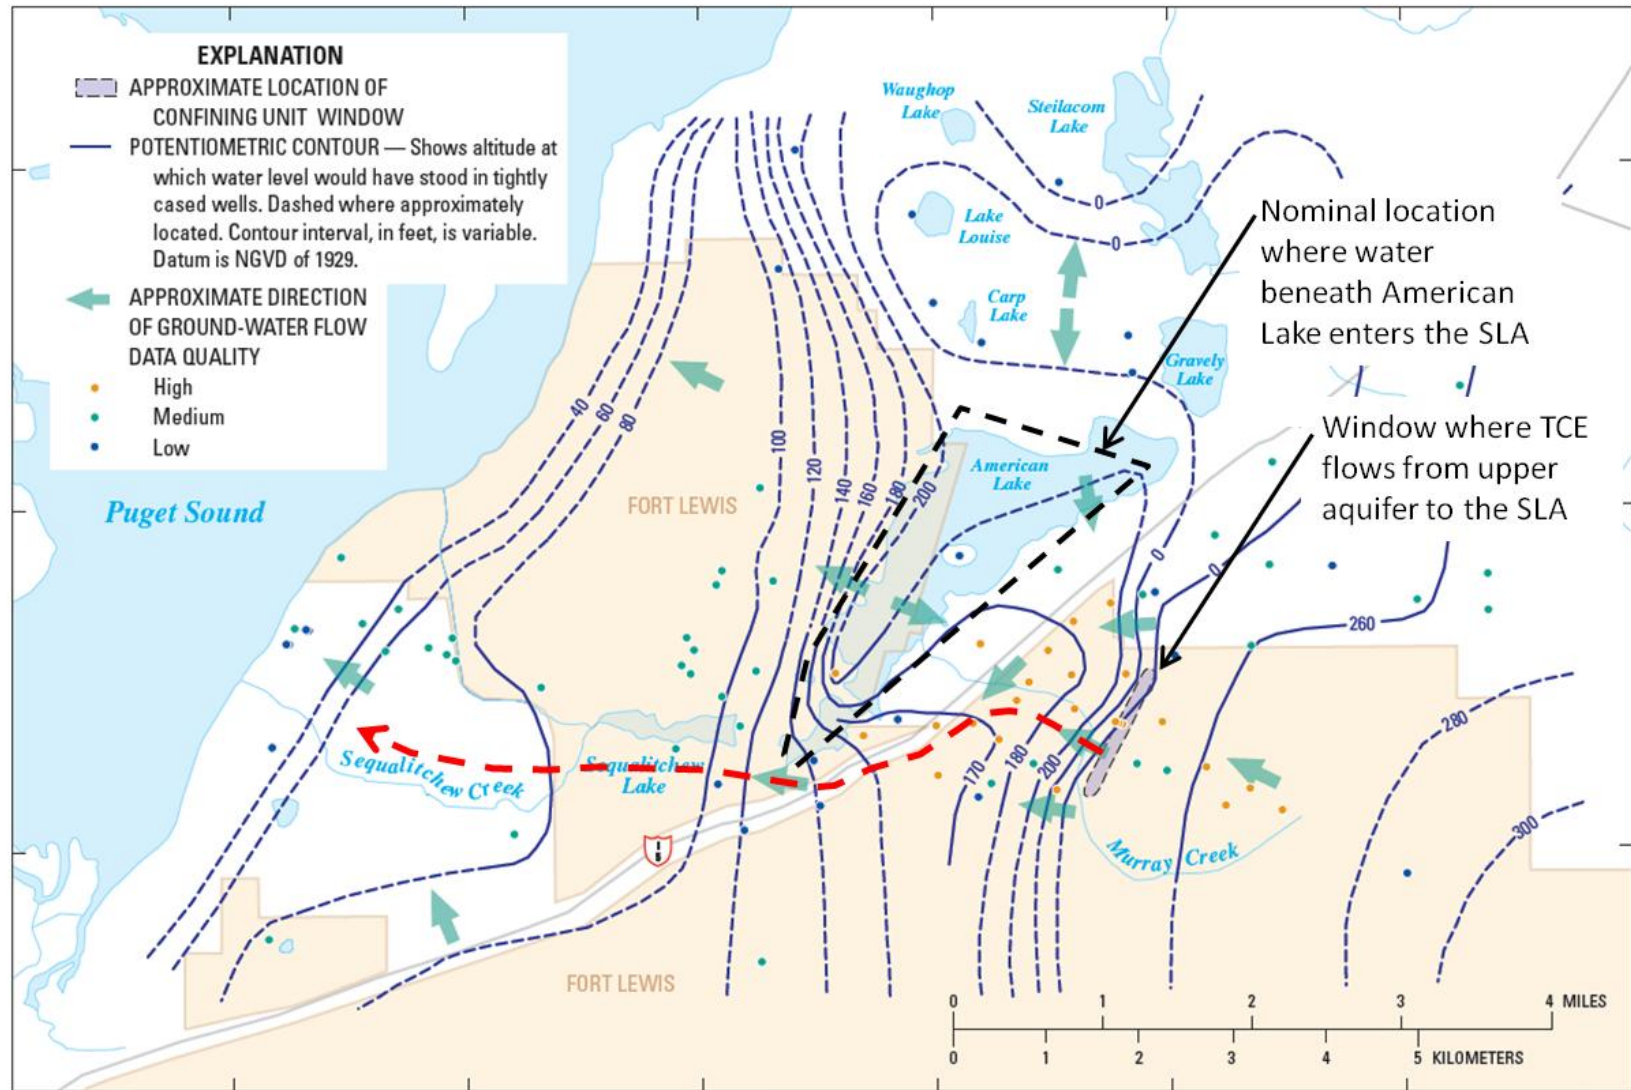 EXPLANATION
APPROXIMATE LOCATION OF
CONFINING UNIT WINDOW
POTENTIOMETRIC CONTOUR — Shows altitude at
which water level would have stood in tightly
cased wells. Dashed where approximately
located. Contour interval, in feet, is variable.
Datum is NGVD of 1929.
APPROXIMATE DIRECTION
OF GROUND-WATER FLOW
DATA QUALITY
High
Medium
Low
Waughop
Lake
Steilacom
Lake
0
Lake
Louise
0
Carp
Lake
Gravely
Lake
Nominal location
where water
beneath American
Lake enters the SLA
Window where TCE
flows from upper
aquifer to the SLA
40
60
80
100
120
140
160
180
200
American
Lake
FORT LEWIS
Puget Sound
0
0
260
280
300
170
180
200
Sequalitchew Creek
Sequalitchew
Lake
Murray Creek
FORT LEWIS
0 1 2 3 4 MILES
0 1 2 3 4 5 KILOMETERS